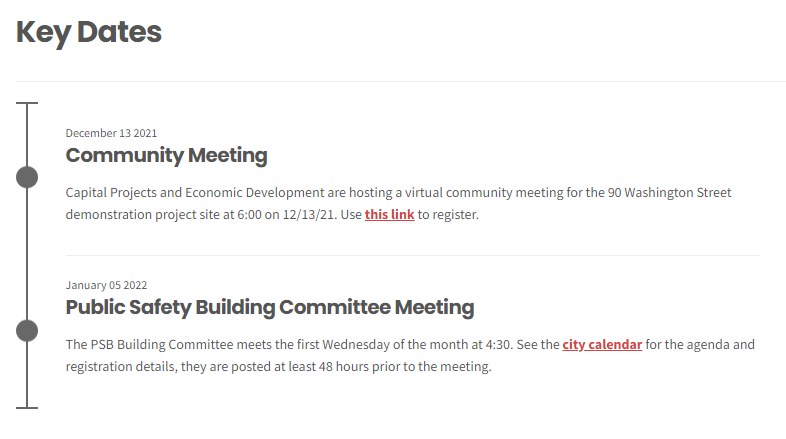 Key Dates
December 13 2021
Community Meeting
Capital Projects and Economic Development are hosting a virtual community meeting for the 90 Washington Street
demonstration project site at 6:00 on 12/13/21. Use this link to register.
January 05 2022
Public Safety Building Committee Meeting
The PSB Building Committee meets the first Wednesday of the month at 4:30. See the city calendar for the agenda and
registration details, they are posted at least 48 hours prior to the meeting.